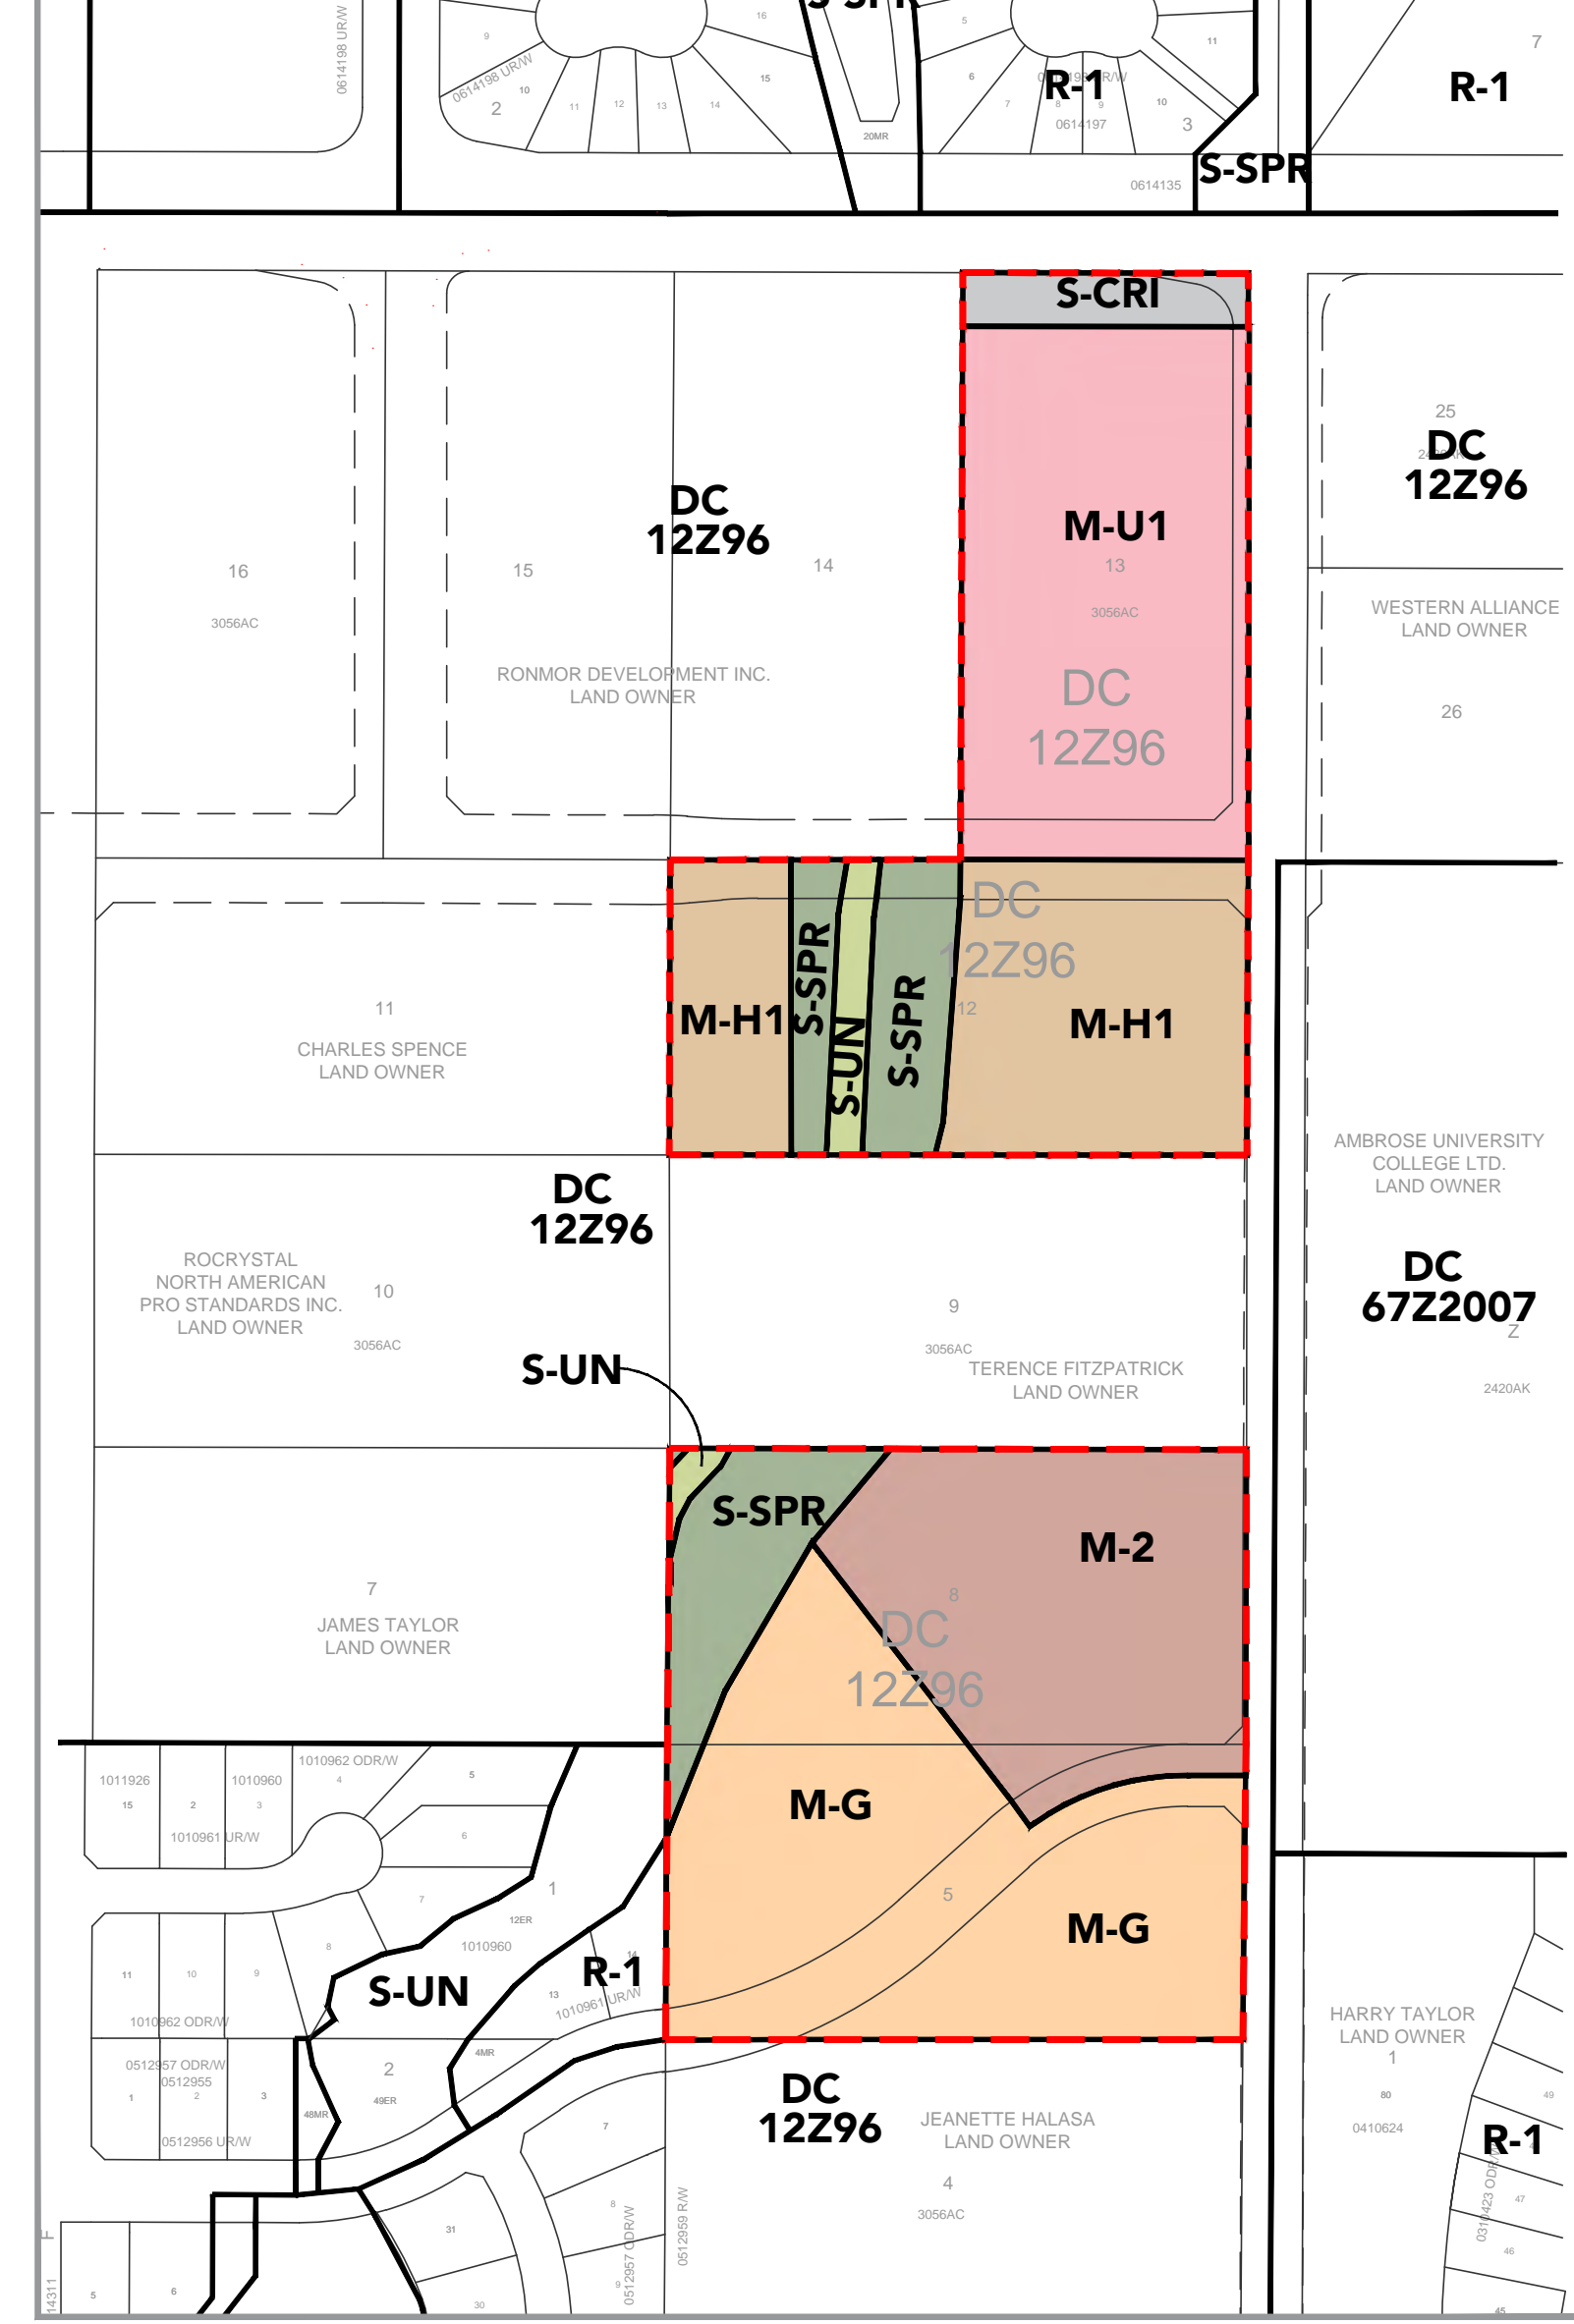 S-SPR
0614198 UR/W
9
16
5
11
7
0614198 UR/W
10
2
11
12
13
14
15
20MR
6
7
8
9
R-1
10
0614197
3
R-1
0614135
S-SPR
S-CRI
25
DC
12Z96
DC
12Z96
M-U1
16
15
14
13
3056AC
3056AC
WESTERN ALLIANCE
LAND OWNER
RONMOR DEVELOPMENT INC.
LAND OWNER
DC
12Z96
26
DC
12Z96
M-H1
S-SPR
S-UN
S-SPR
12
M-H1
11
CHARLES SPENCE
LAND OWNER
AMBROSE UNIVERSITY
COLLEGE LTD.
LAND OWNER
DC
12Z96
ROCRYSTAL
NORTH AMERICAN
PRO STANDARDS INC.
LAND OWNER
10
3056AC
9
3056AC
TERENCE FITZPATRICK
LAND OWNER
DC
67Z2007
Z
2420AK
S-UN
S-SPR
M-2
8
DC
12Z96
7
JAMES TAYLOR
LAND OWNER
1010962 ODR/W
1011926
15
2
1010960
3
4
5
1010961 UR/W
6
M-G
7
1
12ER
1010960
8
5
M-G
11
10
9
S-UN
R-1
14
13
1010961 UR/W
1010962 ODR/W
0512957 ODR/W
0512955
1
2
3
48MR
2
49ER
4MR
0512956 UR/W
HARRY TAYLOR
LAND OWNER
1
80
0410624
49
R-1
47
46
45
0310423 ODR/W
DC
12Z96
JEANETTE HALASA
LAND OWNER
4
3056AC
7
8
9
0512957 ODR/W
0512959 R/W
31
30
F
14311
5
6